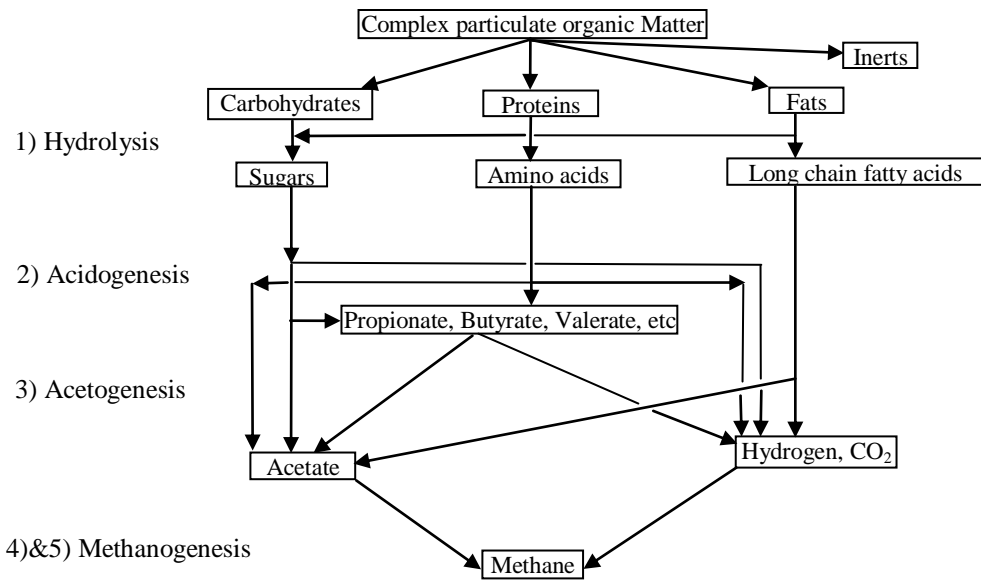 Complex particulate organic Matter
Inerts
Carbohydrates
Proteins
Fats
1) Hydrolysis
Sugars
Amino acids
Long chain fatty acids
2) Acidogenesis
Propionate, Butyrate, Valerate, etc
3) Acetogenesis
Acetate
Hydrogen, CO₂
4)&5) Methanogenesis
Methane